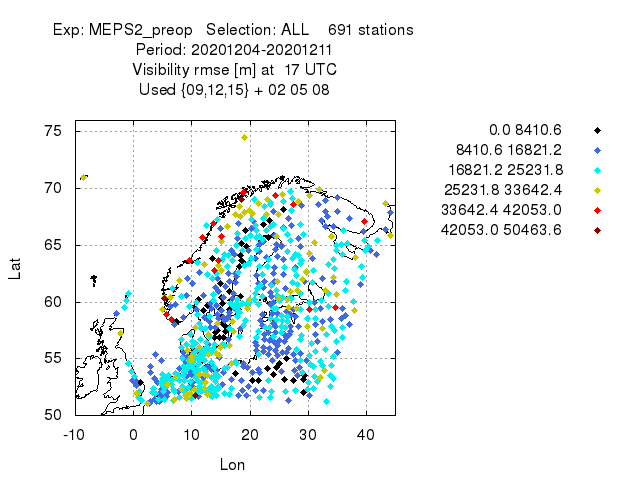 Exp: MEPS2_preop   Selection: ALL    691 stations
Period: 20201204-20201211
Visibility rmse [m] at  17 UTC
Used {09,12,15} + 02 05 08
0.0 8410.6
8410.6 16821.2
16821.2 25231.8
25231.8 33642.4
33642.4 42053.0
42053.0 50463.6
75
70
65
60
55
50
Lat
-10 0 10 20 30 40
Lon